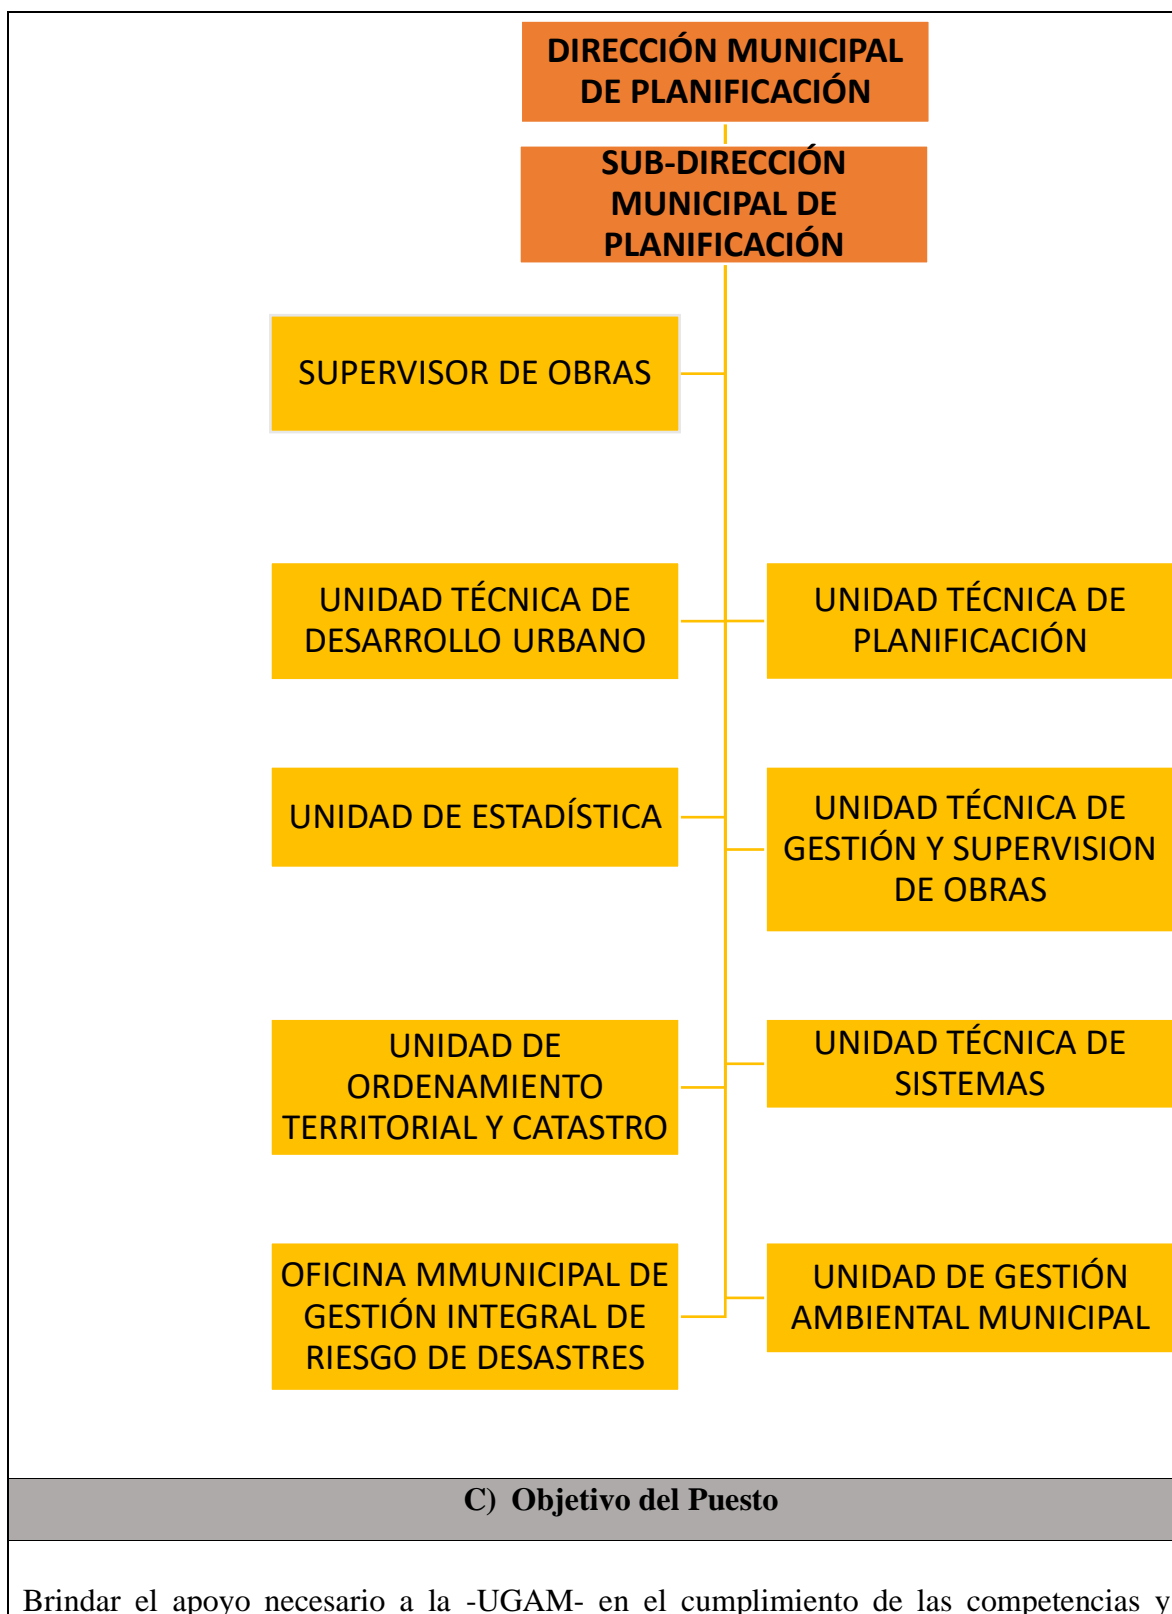 DIRECCIÓN MUNICIPAL
DE PLANIFICACIÓN
SUB-DIRECCIÓN
MUNICIPAL DE
PLANIFICACIÓN
SUPERVISOR DE OBRAS
UNIDAD TÉCNICA DE
DESARROLLO URBANO
UNIDAD TÉCNICA DE
PLANIFICACIÓN
UNIDAD DE ESTADÍSTICA
UNIDAD TÉCNICA DE
GESTIÓN Y SUPERVISION
DE OBRAS
UNIDAD DE
ORDENAMIENTO
TERRITORIAL Y CATASTRO
UNIDAD TÉCNICA DE
SISTEMAS
OFICINA MMUNICIPAL DE
GESTIÓN INTEGRAL DE
RIESGO DE DESASTRES
UNIDAD DE GESTIÓN
AMBIENTAL MUNICIPAL
C) Objetivo del Puesto
Brindar el apoyo necesario a la -UGAM- en el cumplimiento de las competencias y